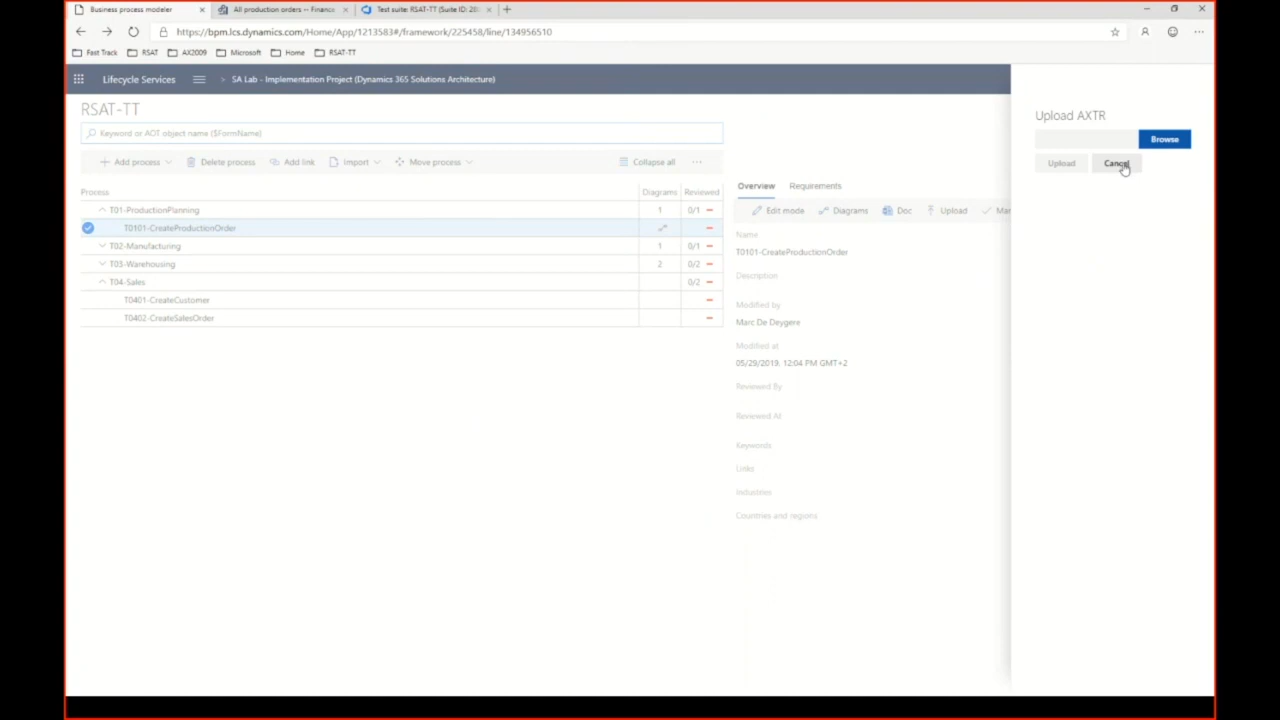 Business process modeler
All production orders -- Finance
Test suite: RSAT-TT (Suite ID:
https://bpm.lcs.dynamics.com/Home/App/1213583#/framework/225458/line/134956510
Fast Track RSAT AX2009 Microsoft Home RSAT-TT
Lifecycle Services > SA Lab - Implementation Project (Dynamics 365 Solutions Architecture)
RSAT-TT
Keyword or AOT object name ($FormName)
Add process Delete process Add link Import Move process Collapse all ...
Process Diagrams Reviewed
T01-ProductionPlanning 1 0/1
T0101-CreateProductionOrder
T02-Manufacturing 1 0/1
T03-Warehousing 2 0/2
T04-Sales 0/2
T0401-CreateCustomer
T0402-CreateSalesOrder
Overview Requirements
Edit mode Diagrams Doc Upload Mar
Name
T0101-CreateProductionOrder
Description
Modified by
Marc De Deygere
Modified at
05/29/2019, 12:04 PM GMT+2
Reviewed By
Reviewed At
Keywords
Links
Industries
Countries and regions
Upload AXTR
Browse
Upload Cancel